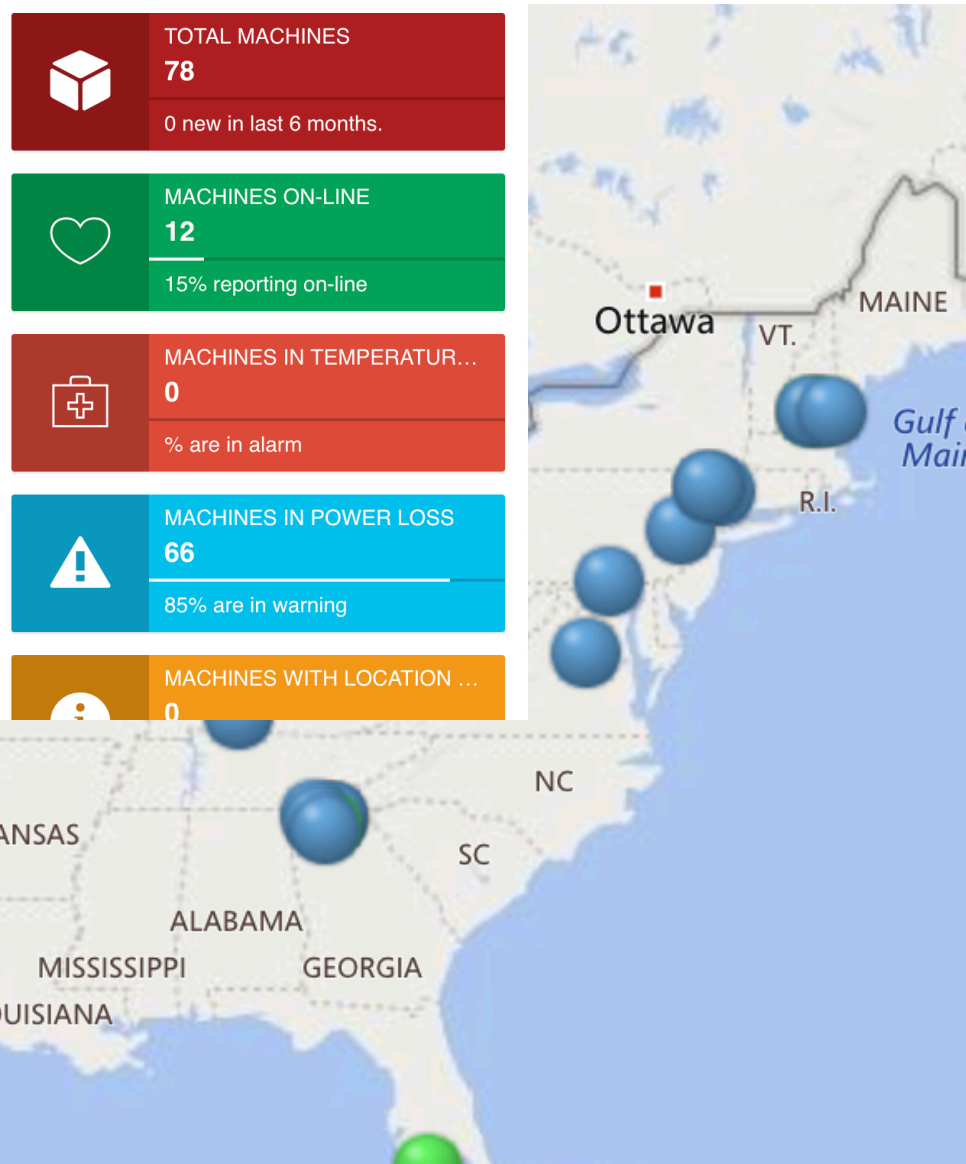 TOTAL MACHINES
78
0 new in last 6 months.
MACHINES ON-LINE
12
15% reporting on-line
MACHINES IN TEMPERATUR...
0
% are in alarm
MACHINES IN POWER LOSS
66
85% are in warning
MACHINES WITH LOCATION ...
0
Ottawa
MAINE
VT.
Gulf
Mai
R.I.
NC
ANSAS
SC
ALABAMA
MISSISSIPPI
GEORGIA
UISIANA